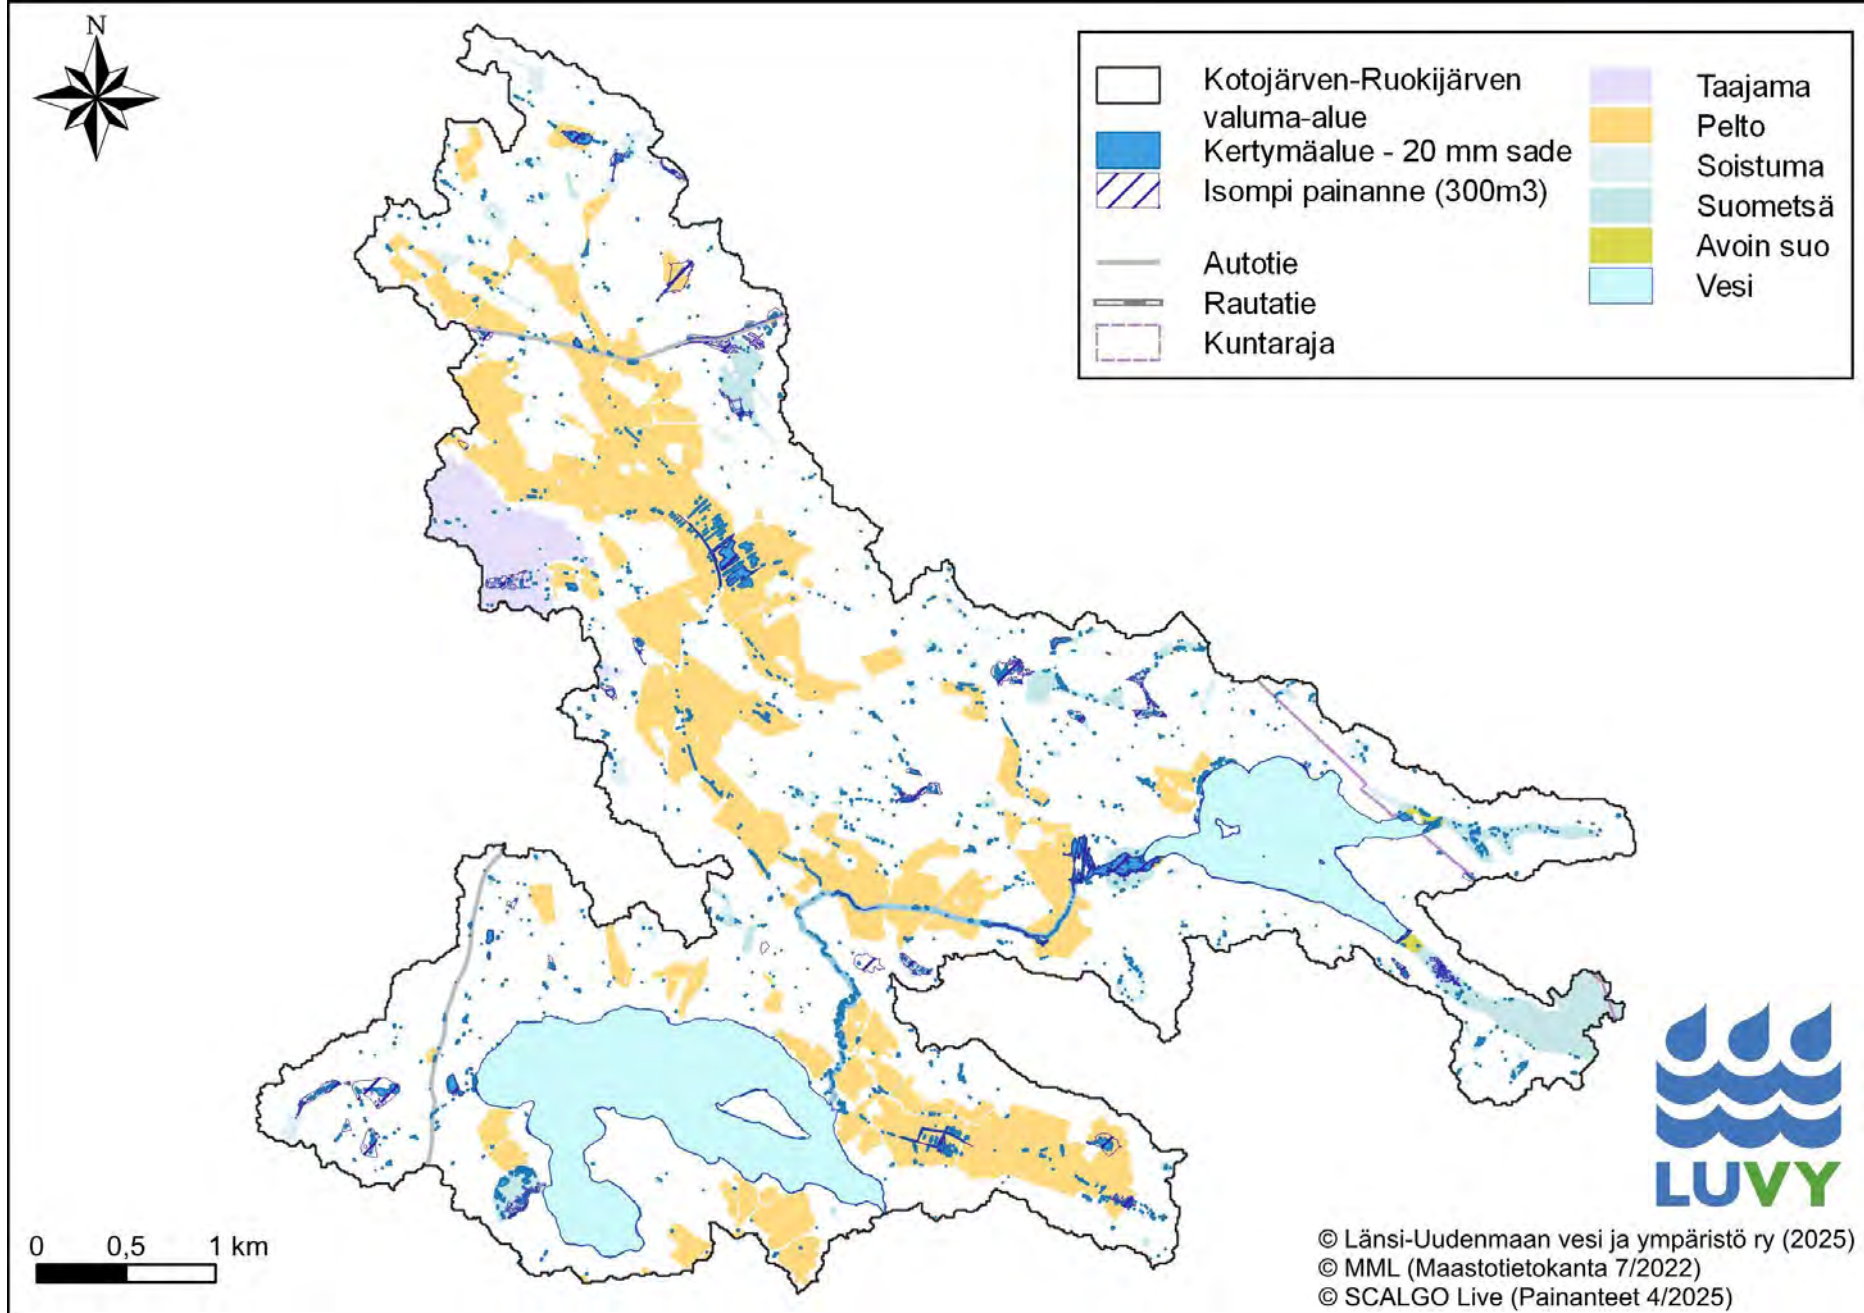 N
Kotojärven-Ruokijärven
valuma-alue
Kertymäalue - 20 mm sade
Isompi painanne (300m3)
Autotie
Rautatie
Kuntaraja
Taajama
Pelto
Soistuma
Suometsä
Avoin suo
Vesi
0 0,5 1 km
LUVY
© Länsi-Uudenmaan vesi ja ympäristö ry (2025)
© MML (Maastotietokanta 7/2022)
© SCALGO Live (Painanteet 4/2025)